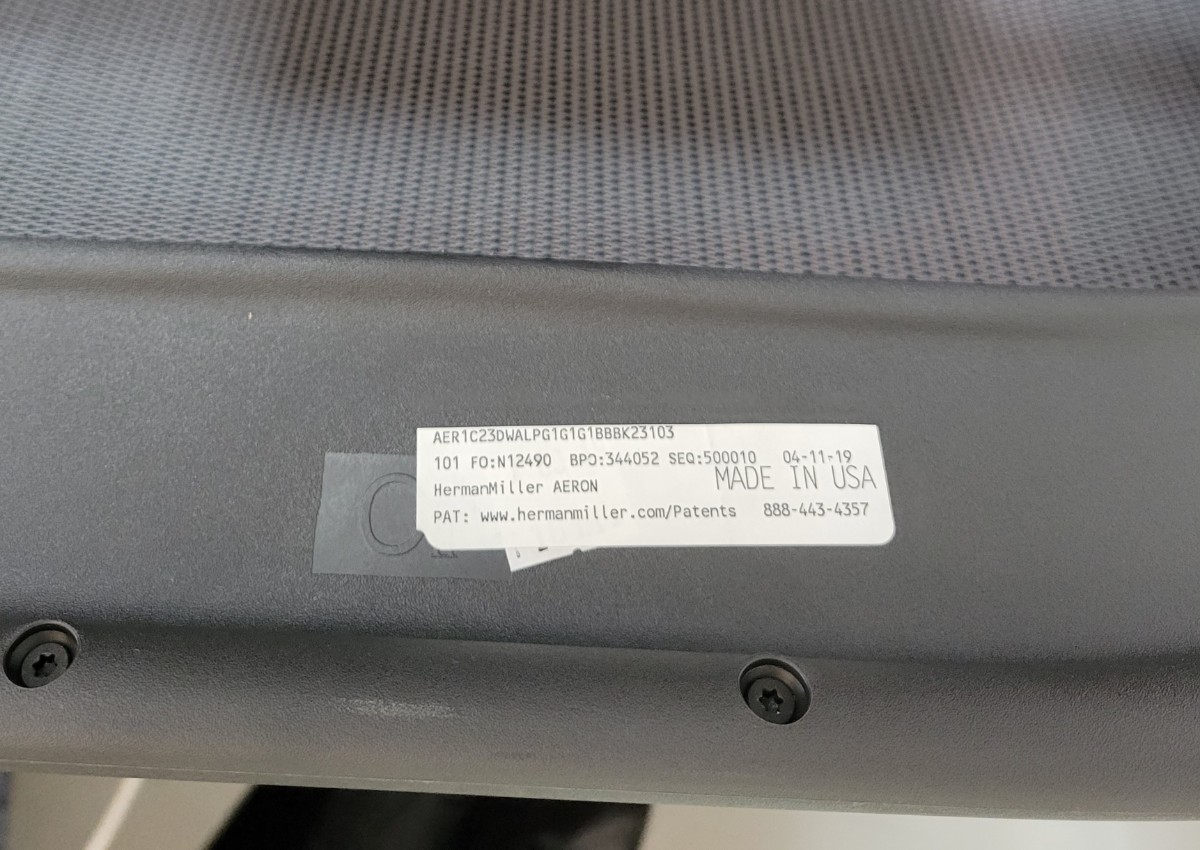 AER1C23DWALPG1G1G1BBBK23103
101 FO:N12490 BPO:344052 SEQ:500010 04-11-19
MADE IN USA
HermanMiller AERON
PAT: www.hermanmiller.com/Patents 888-443-4357